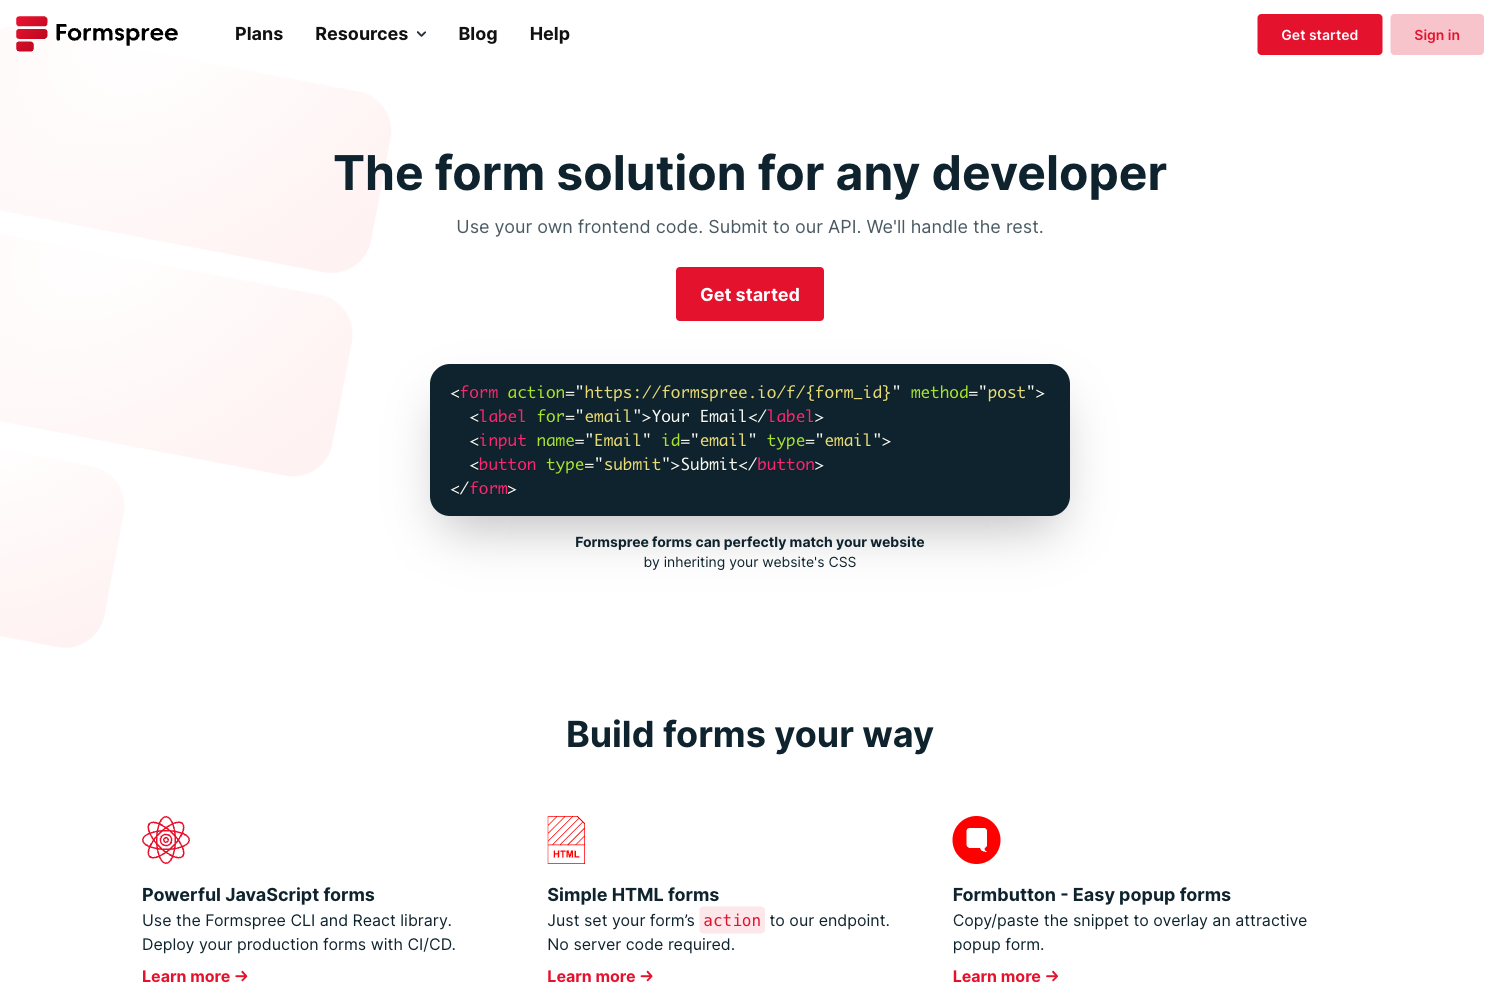 Formspree
Plans
Resources
Blog
Help
Get started
Sign in
The form solution for any developer
Use your own frontend code. Submit to our API. We'll handle the rest.
Get started
<form action="https://formspree.io/f/{form_id}" method="post">
  <label for="email">Your Email</label>
  <input name="Email" id="email" type="email">
  <button type="submit">Submit</button>
</form>
Formspree forms can perfectly match your website
by inheriting your website's CSS
Build forms your way
Powerful JavaScript forms
Use the Formspree CLI and React library.
Deploy your production forms with CI/CD.
Learn more →
HTML
Simple HTML forms
Just set your form’s action to our endpoint.
No server code required.
Learn more →
Formbutton - Easy popup forms
Copy/paste the snippet to overlay an attractive
popup form.
Learn more →